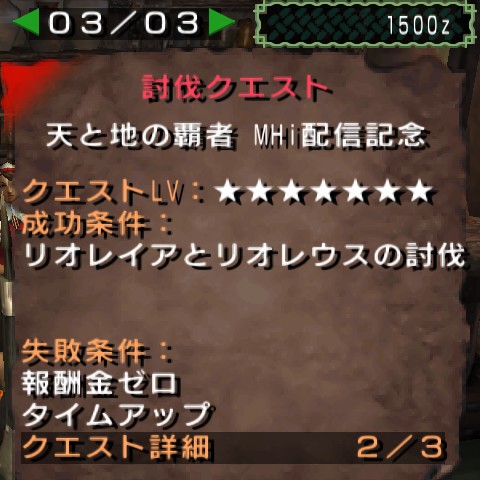 03／03
1500z
討伐クエスト
天と地の覇者 MHi配信記念
クエストLV：★★★★★★★
成功条件：
リオレイアとリオレウスの討伐
失敗条件：
報酬金ゼロ
タイムアップ
クエスト詳細 2／3